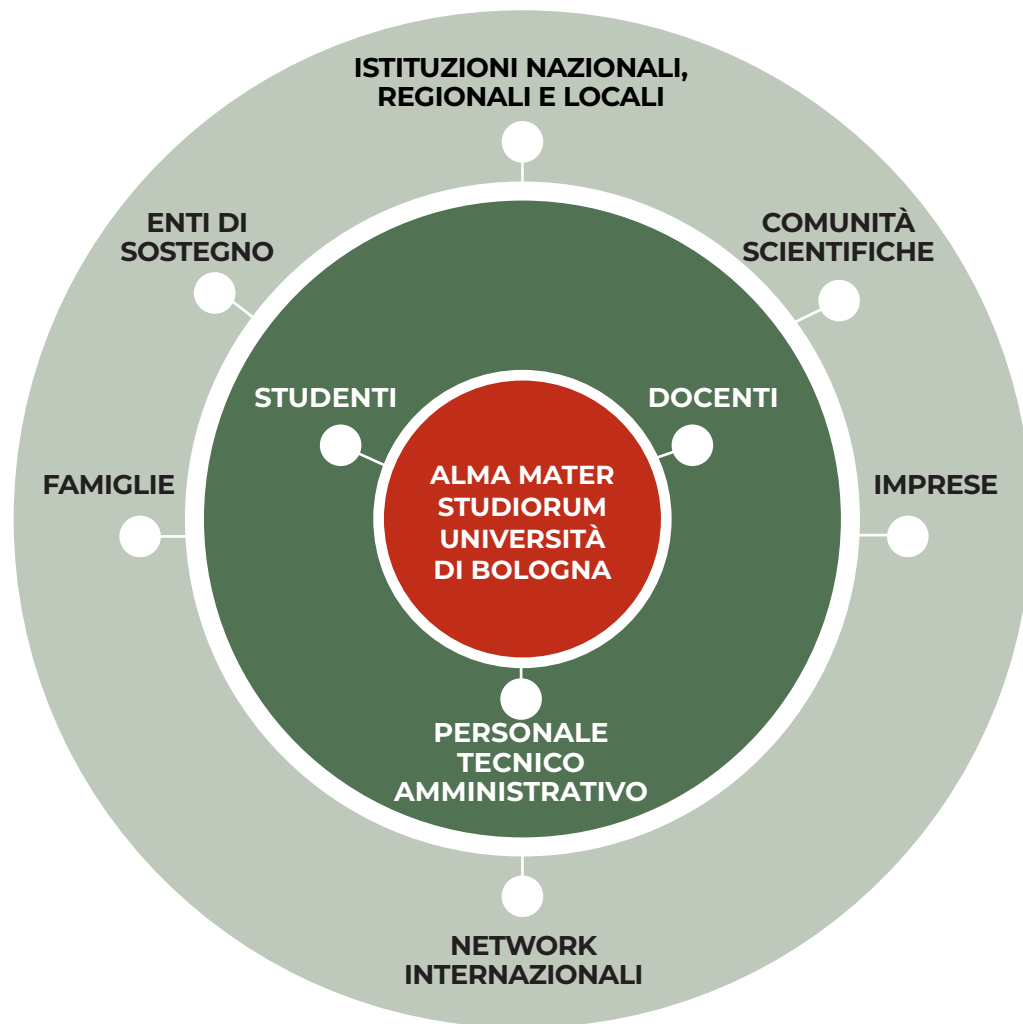 ISTITUZIONI NAZIONALI,
REGIONALI E LOCALI
ENTI DI
SOSTEGNO
COMUNITÀ
SCIENTIFICHE
STUDENTI
DOCENTI
FAMIGLIE
ALMA MATER
STUDIORUM
UNIVERSITÀ
DI BOLOGNA
IMPRESE
PERSONALE
TECNICO
AMMINISTRATIVO
NETWORK
INTERNAZIONALI